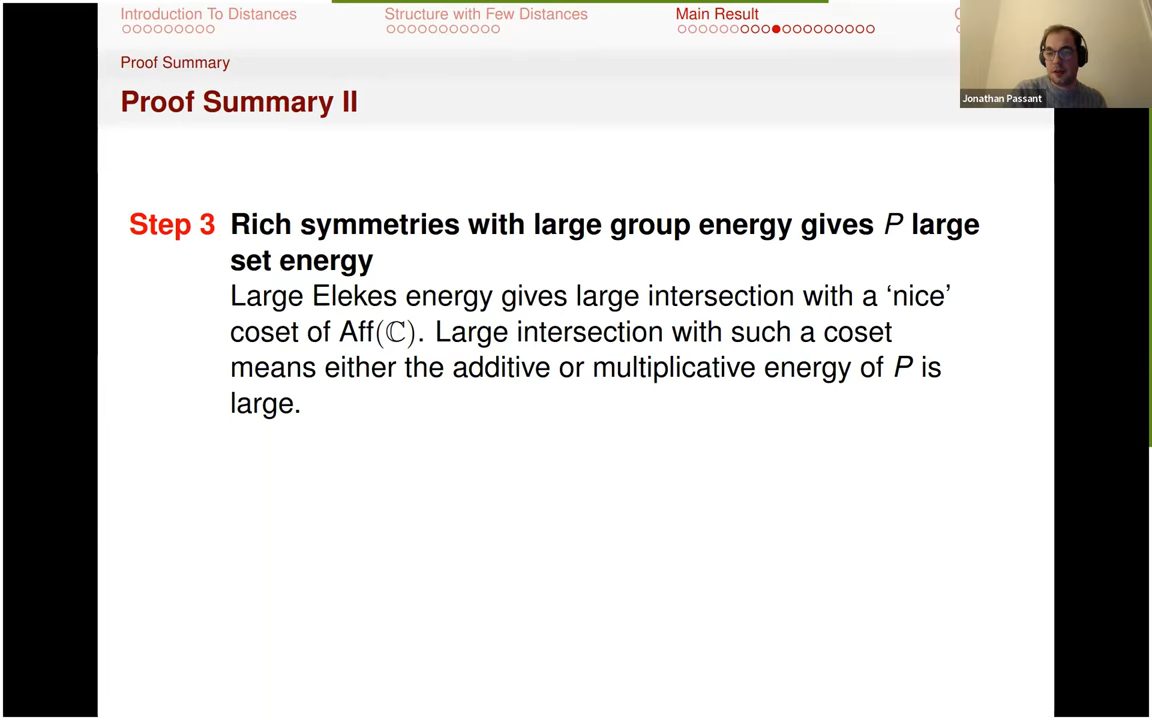 Introduction To Distances
Structure with Few Distances
Main Result
Proof Summary
Proof Summary II
Jonathan Passant
Step 3 Rich symmetries with large group energy gives P large
set energy
Large Elekes energy gives large intersection with a ‘nice’
coset of Aff(ℂ). Large intersection with such a coset
means either the additive or multiplicative energy of P is
large.